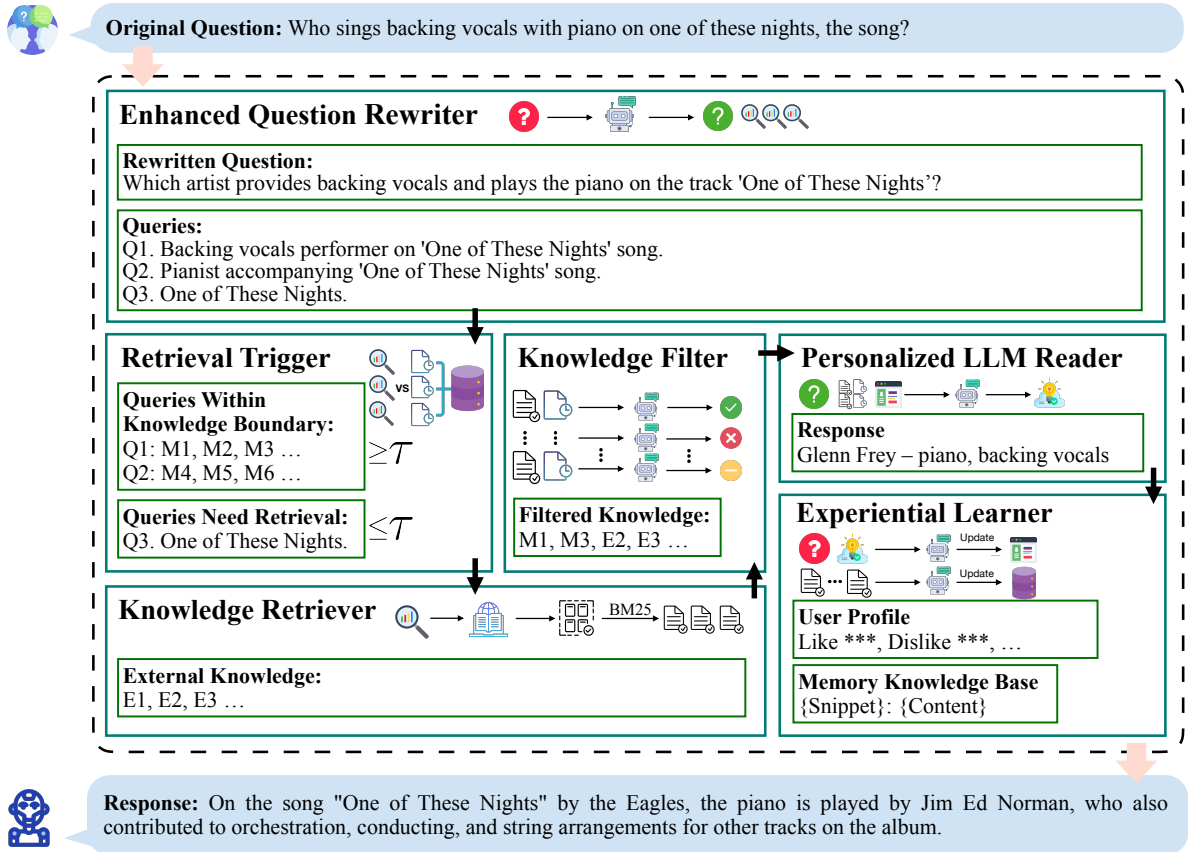 Original Question: Who sings backing vocals with piano on one of these nights, the song?
Enhanced Question Rewriter
Rewritten Question:
Which artist provides backing vocals and plays the piano on the track 'One of These Nights’?
Queries:
Q1. Backing vocals performer on 'One of These Nights' song.
Q2. Pianist accompanying 'One of These Nights' song.
Q3. One of These Nights.
Retrieval Trigger
vs
Queries Within
Knowledge Boundary:
Q1: M1, M2, M3 …
Q2: M4, M5, M6 …
≥τ
Queries Need Retrieval:
Q3. One of These Nights.
≤τ
Knowledge Retriever
BM25
External Knowledge:
E1, E2, E3 …
Knowledge Filter
Filtered Knowledge:
M1, M3, E2, E3 …
Personalized LLM Reader
Response
Glenn Frey – piano, backing vocals
Experiential Learner
Update
Update
User Profile
Like ***, Dislike ***, …
Memory Knowledge Base
{Snippet}: {Content}
Response: On the song "One of These Nights" by the Eagles, the piano is played by Jim Ed Norman, who also
contributed to orchestration, conducting, and string arrangements for other tracks on the album.